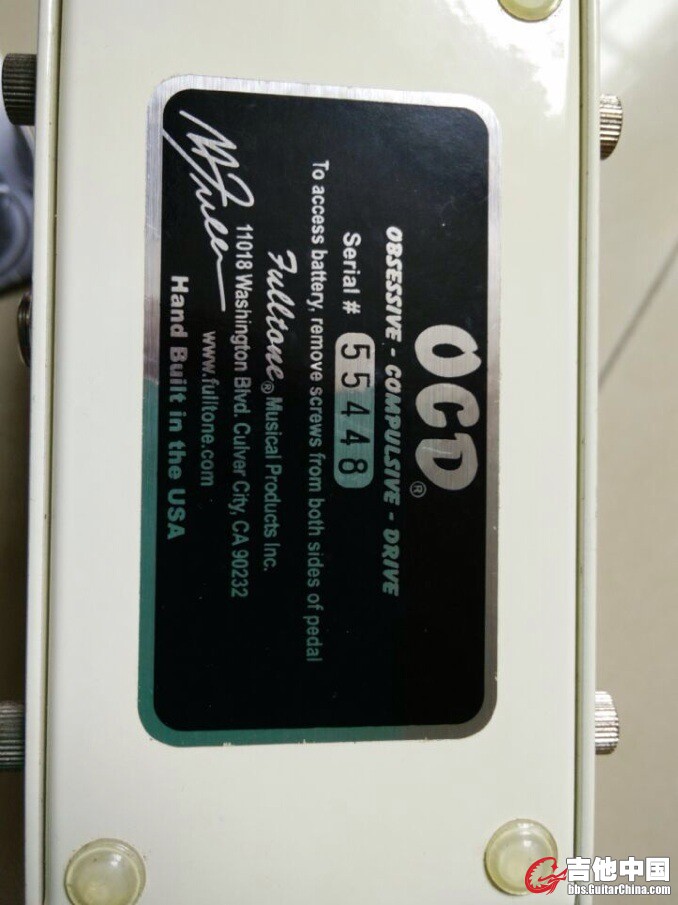 OCD®
OBSESSIVE - COMPULSIVE - DRIVE
Serial # 55448
To access battery, remove screws from both sides of pedal
Fulltone® Musical Products Inc.
11018 Washington Blvd. Culver City, CA 90232
www.fulltone.com
Hand Built in the USA
吉他中国
bbs.GuitarChina.com